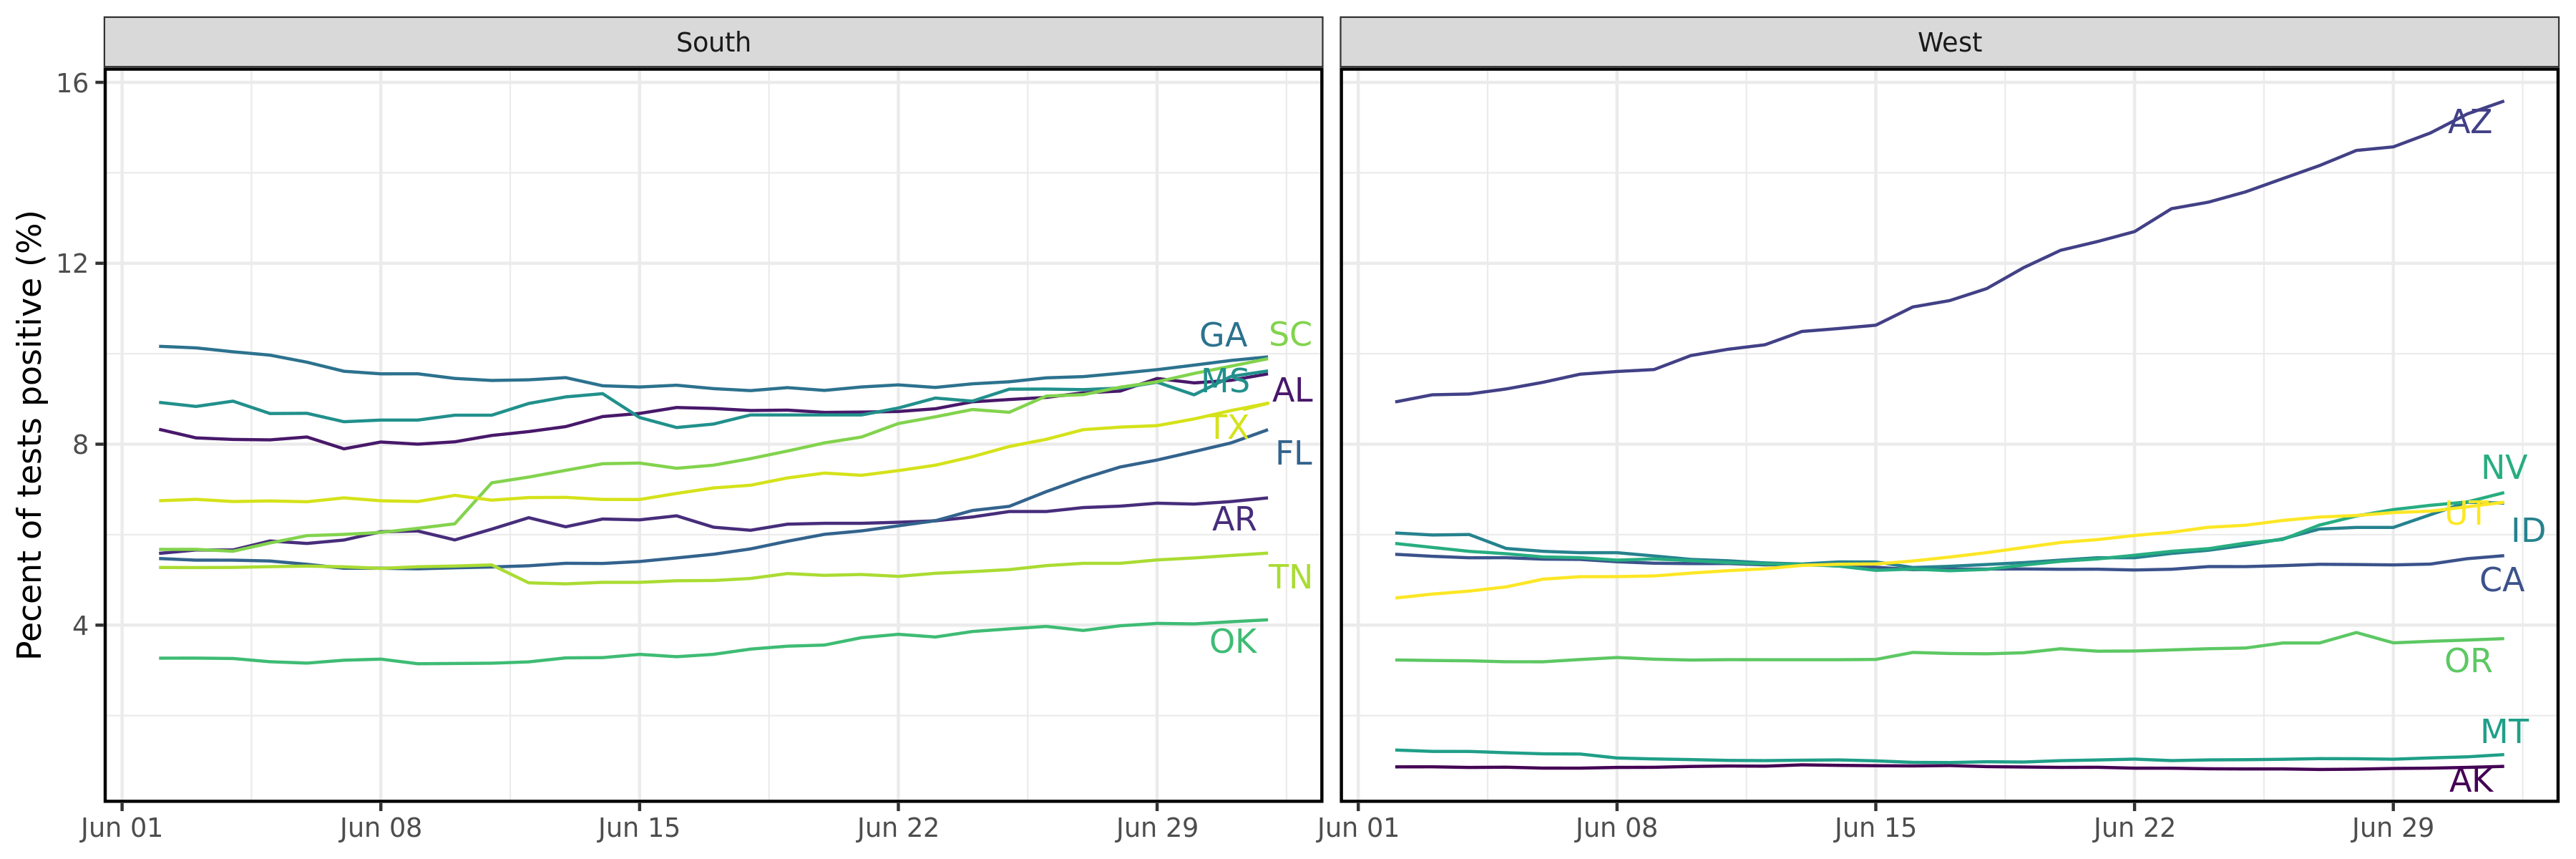 South
West
Pecent of tests positive (%)
16
12
8
4
GA
SC
MS
AL
TX
FL
AR
TN
OK
AZ
NV
UT
ID
CA
OR
MT
AK
Jun 01
Jun 08
Jun 15
Jun 22
Jun 29
Jun 01
Jun 08
Jun 15
Jun 22
Jun 29